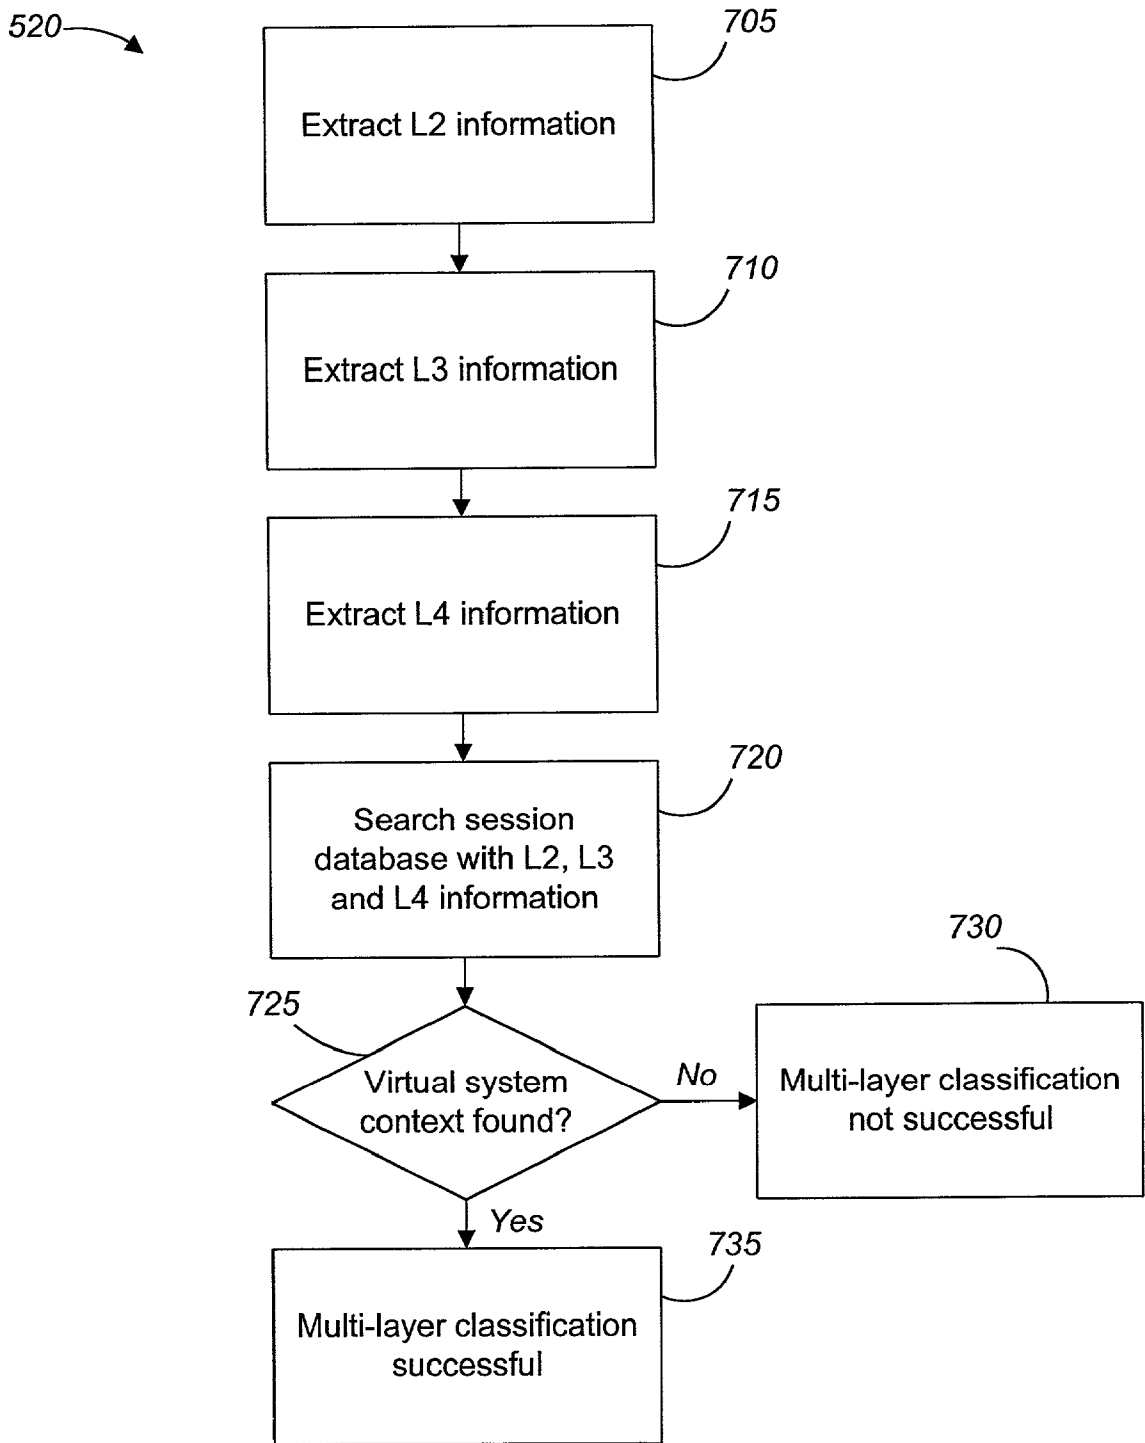 520
705
Extract L2 information
710
Extract L3 information
715
Extract L4 information
720
Search session
database with L2, L3
and L4 information
725
Virtual system
context found?
No
730
Multi-layer classification
not successful
Yes
735
Multi-layer classification
successful